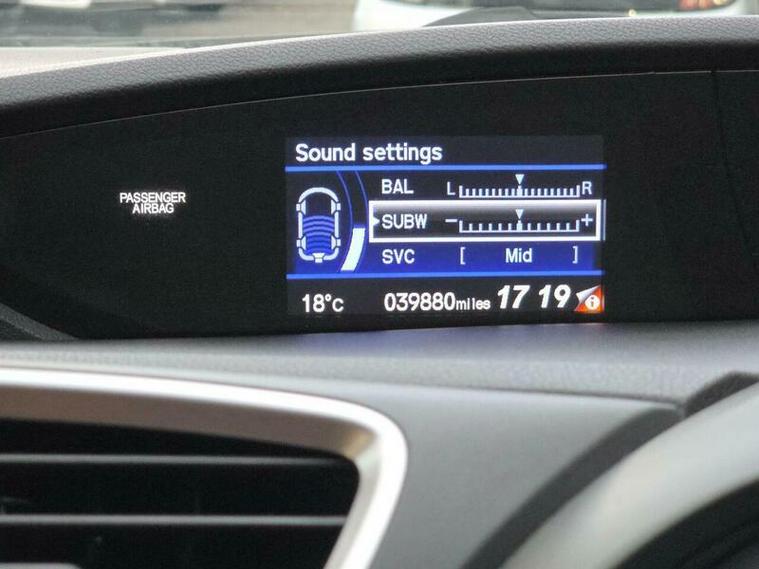 Sound settings
BAL L R
PASSENGER
AIRBAG
SUBW − +
SVC [ Mid ]
18°c 039880miles 17 19 i